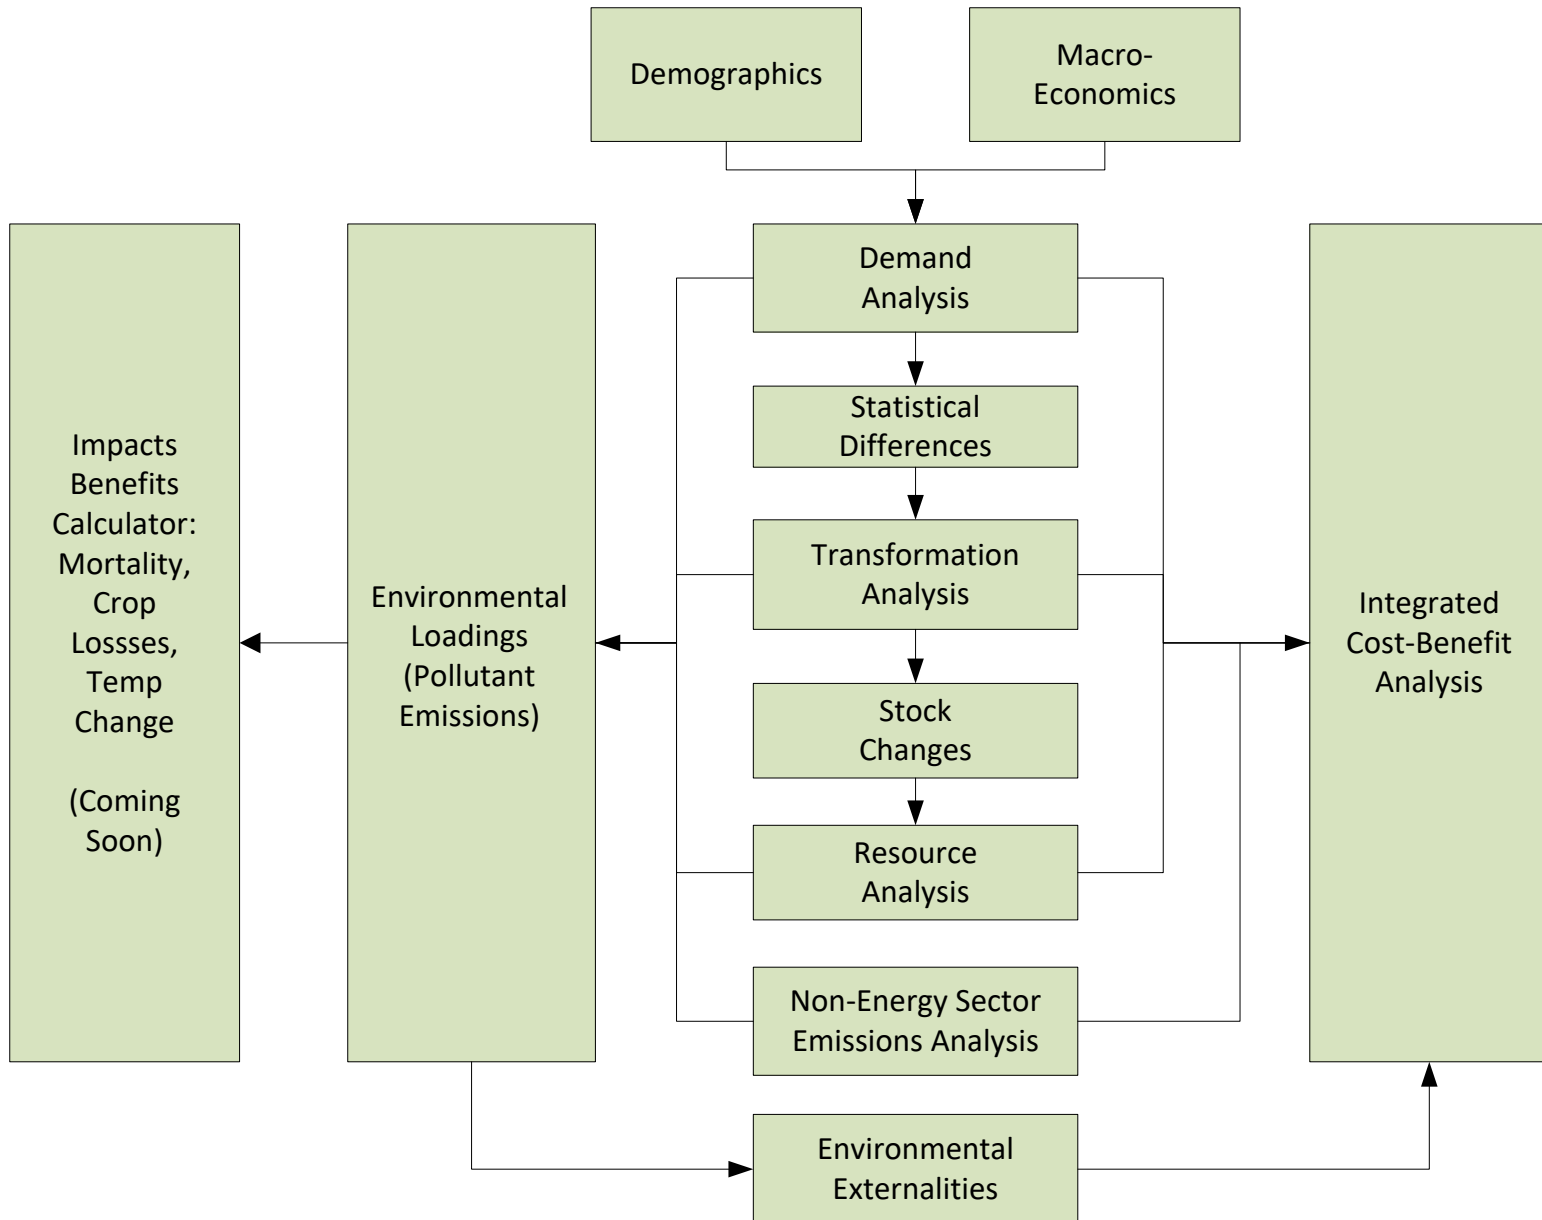 Demographics
Macro-
Economics
Demand
Analysis
Statistical
Differences
Transformation
Analysis
Stock
Changes
Resource
Analysis
Non-Energy Sector
Emissions Analysis
Environmental
Externalities
Impacts
Benefits
Calculator:
Mortality,
Crop
Lossses,
Temp
Change
(Coming
Soon)
Environmental
Loadings
(Pollutant
Emissions)
Integrated
Cost-Benefit
Analysis